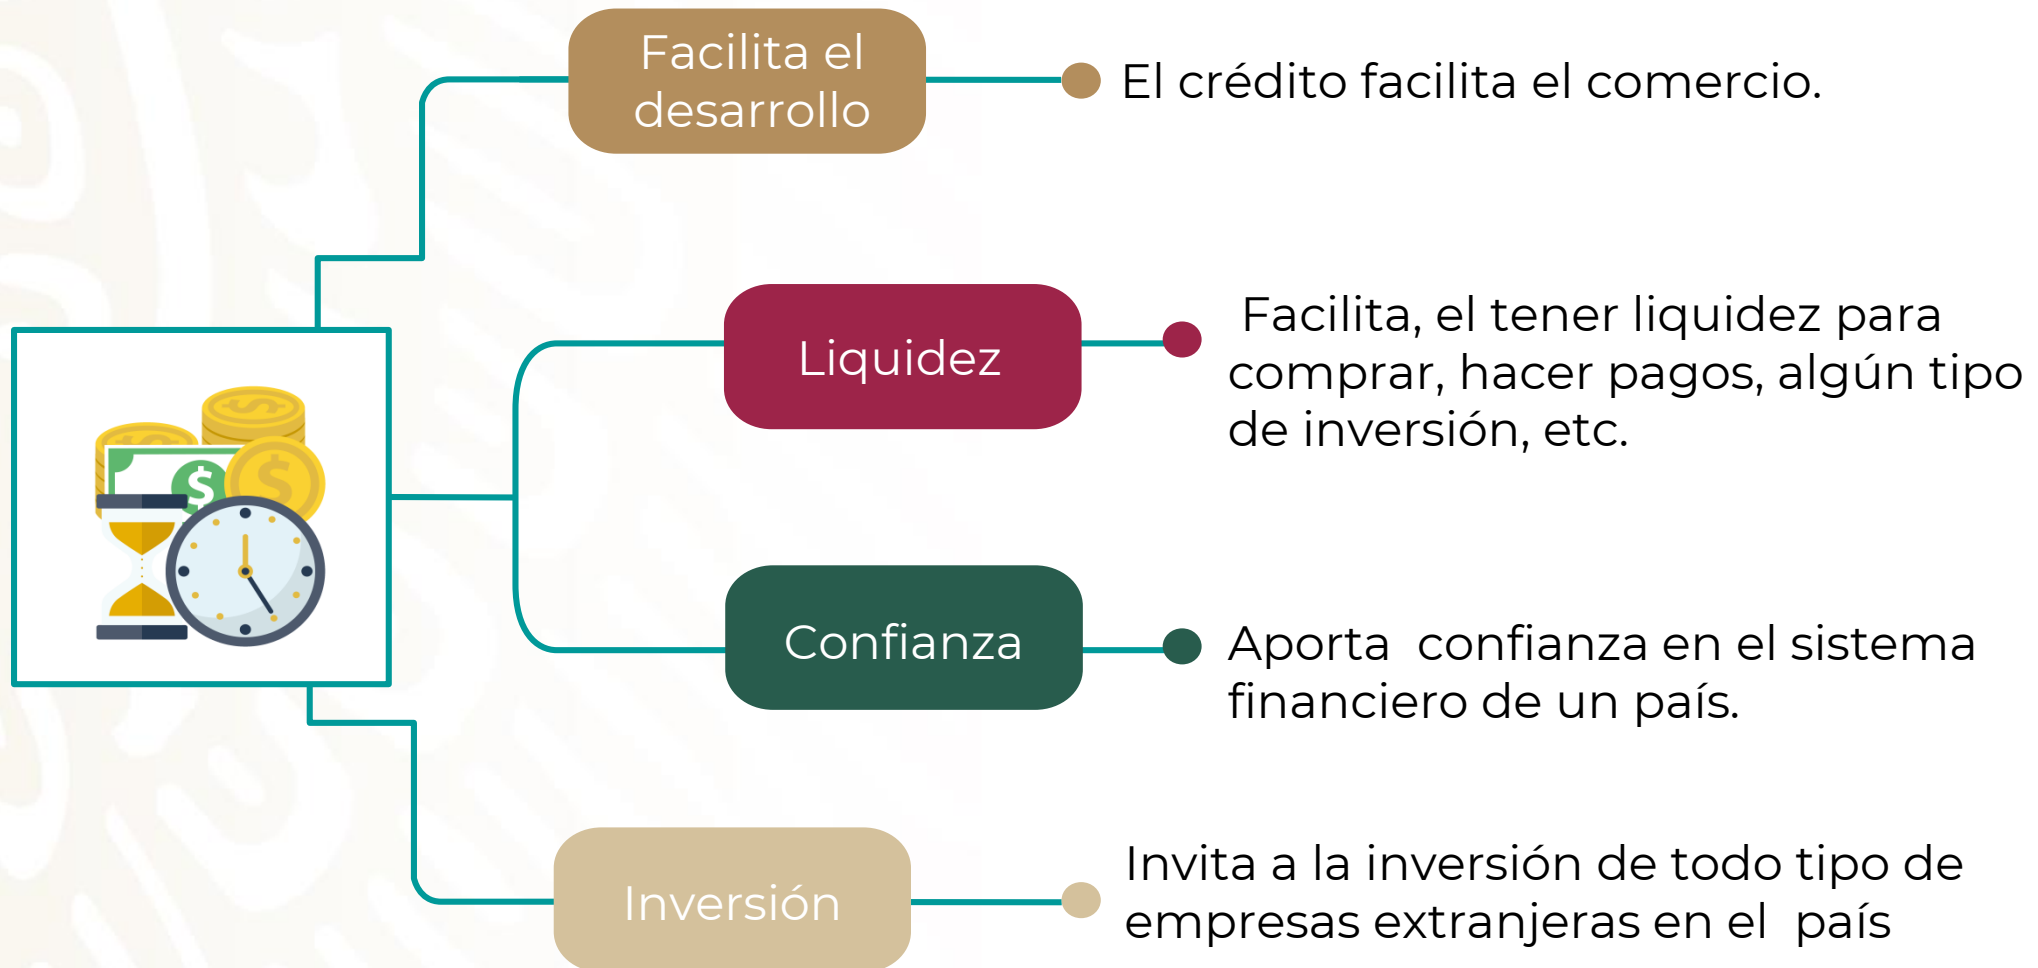 Facilita el
desarrollo
El crédito facilita el comercio.
Liquidez
Facilita, el tener liquidez para
comprar, hacer pagos, algún tipo
de inversión, etc.
Confianza
Aporta  confianza en el sistema
financiero de un país.
Inversión
Invita a la inversión de todo tipo de
empresas extranjeras en el  país